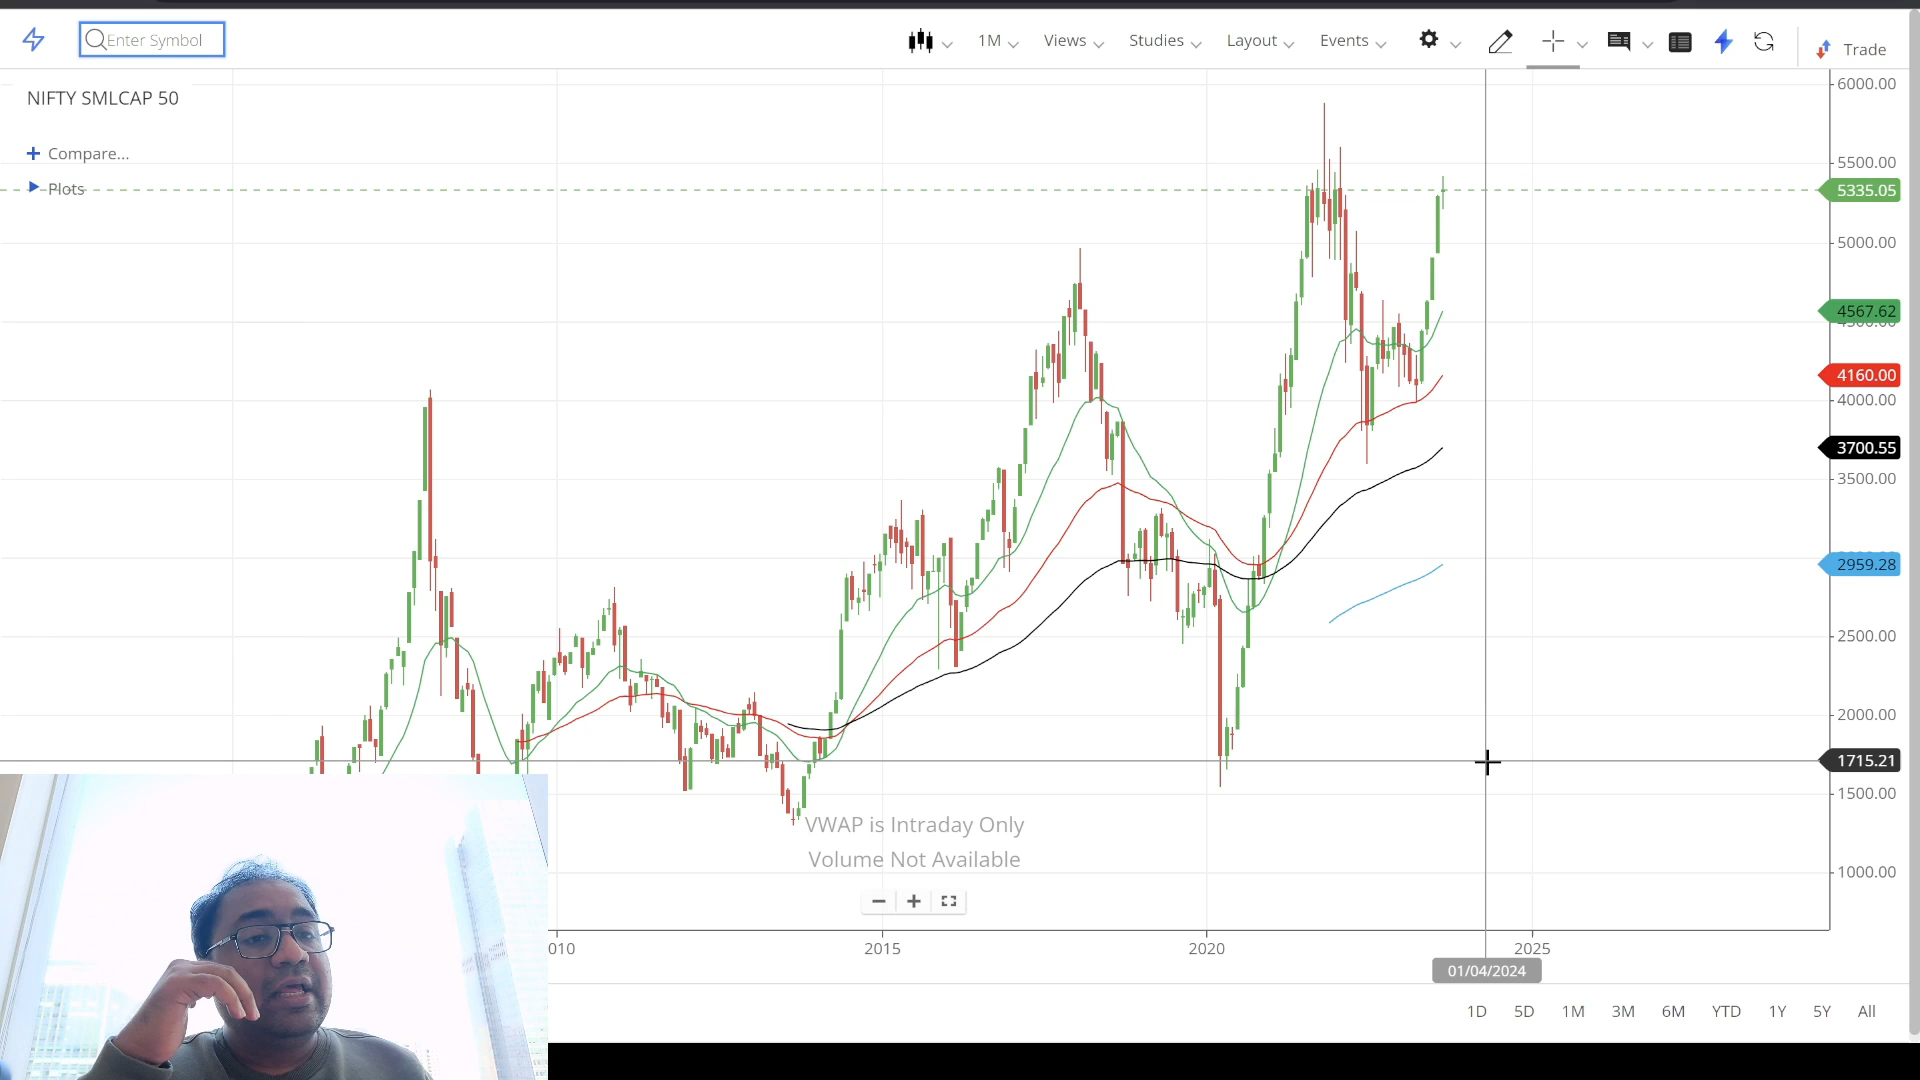 Enter Symbol
1M
Views
Studies
Layout
Events
Trade
NIFTY SMLCAP 50
Compare...
Plots
6000.00
5500.00
5335.05
5000.00
4567.62
4160.00
4000.00
3700.55
3500.00
2959.28
2500.00
2000.00
1715.21
1500.00
1000.00
VWAP is Intraday Only
Volume Not Available
010
2015
2020
2025
01/04/2024
1D
5D
1M
3M
6M
YTD
1Y
5Y
All